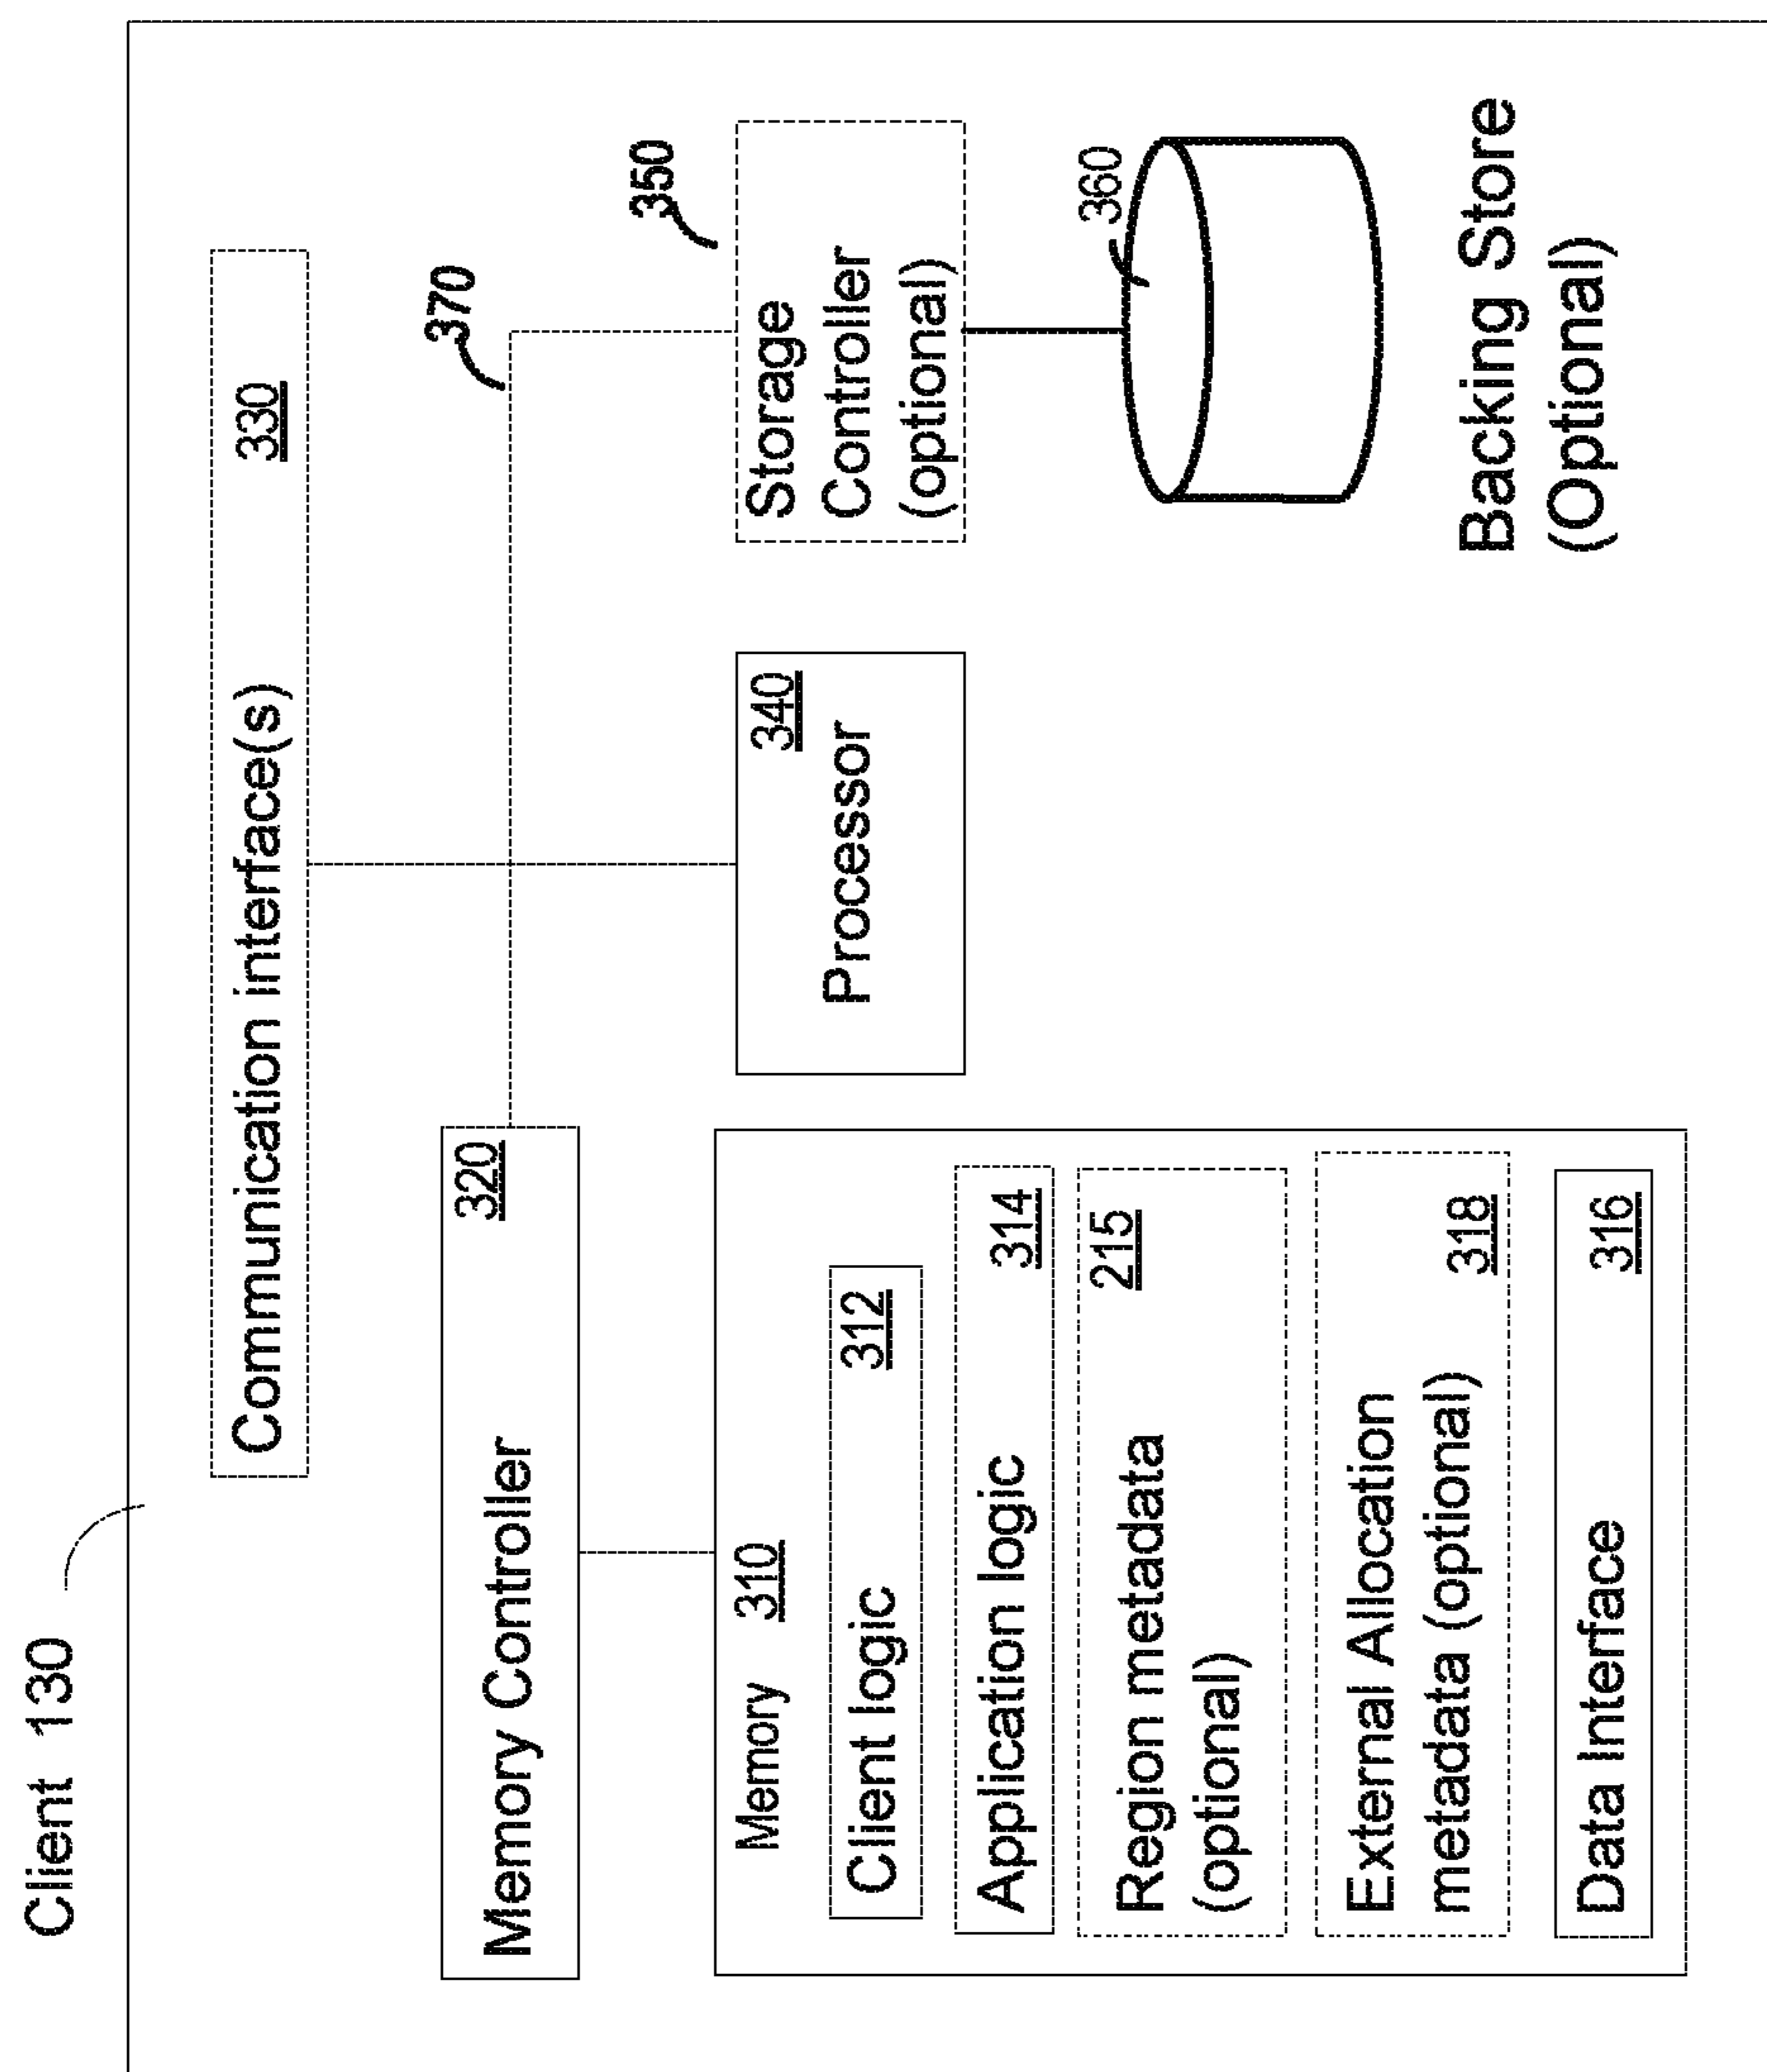 Client 130
Communication interface(s) 330
370
Memory Controller 320
350
Memory 310
Client logic 312
Application logic 314
Region metadata 215
(optional)
External Allocation
metadata (optional) 318
Data Interface 316
340
Processor
Storage
Controller
(optional)
360
Backing Store
(Optional)